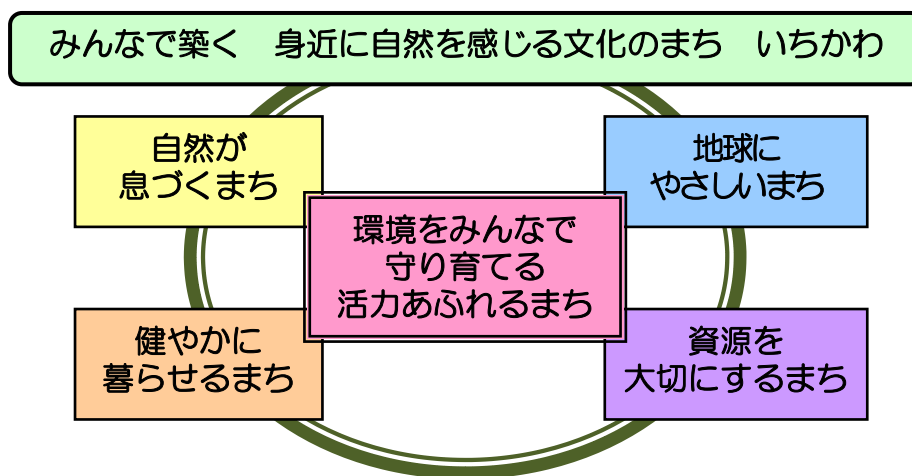 みんなで築く　身近に自然を感じる文化のまち　いちかわ
自然が
息づくまち
地球に
やさしいまち
環境をみんなで
守り育てる
活力あふれるまち
健やかに
暮らせるまち
資源を
大切にするまち